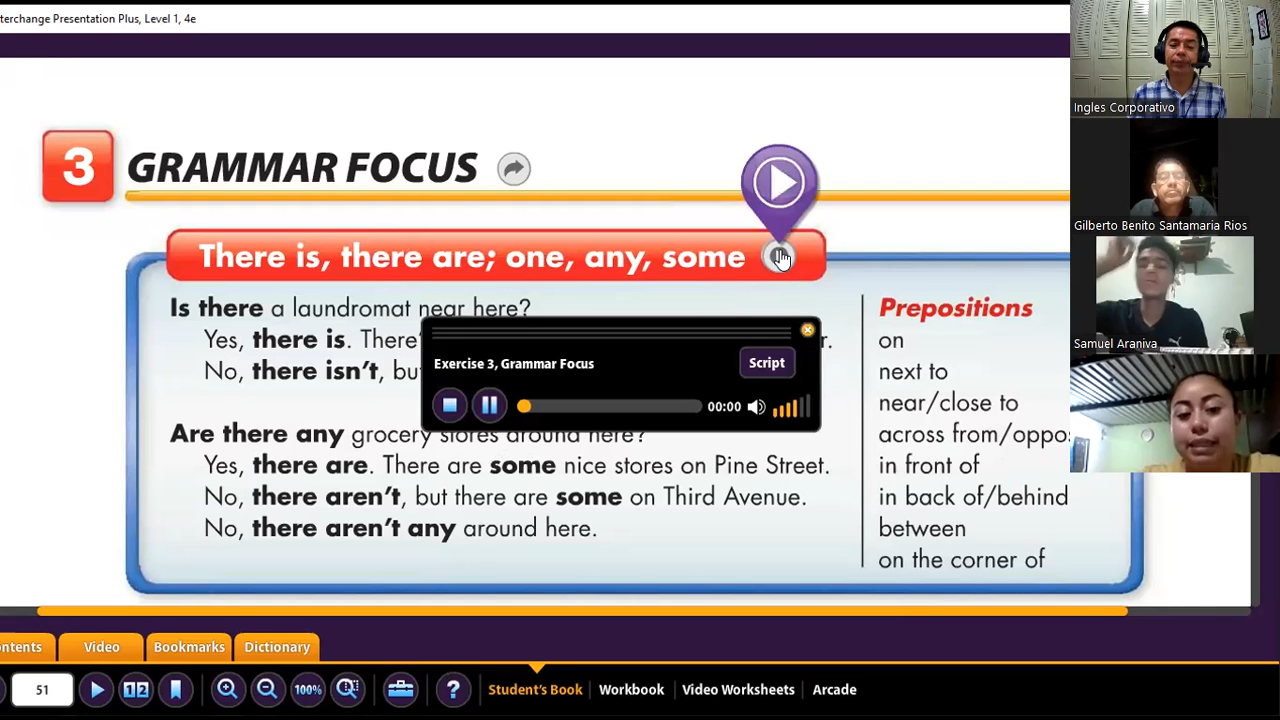 nterchange Presentation Plus, Level 1, 4e
Ingles Corporativo
Gilberto Benito Santamaria Rios
Samuel Araniva
3 GRAMMAR FOCUS
There is, there are; one, any, some
Is there a laundromat near here?
Yes, there is. There'
r.
No, there isn't, bu
Are there any grocery stores around here?
Yes, there are. There are some nice stores on Pine Street.
No, there aren't, but there are some on Third Avenue.
No, there aren't any around here.
Exercise 3, Grammar Focus
Script
00:00
Prepositions
on
next to
near/close to
across from/oppo
in front of
in back of/behind
between
on the corner of
ontents
Video
Bookmarks
Dictionary
51
1 2
100%
?
Student's Book
Workbook
Video Worksheets
Arcade